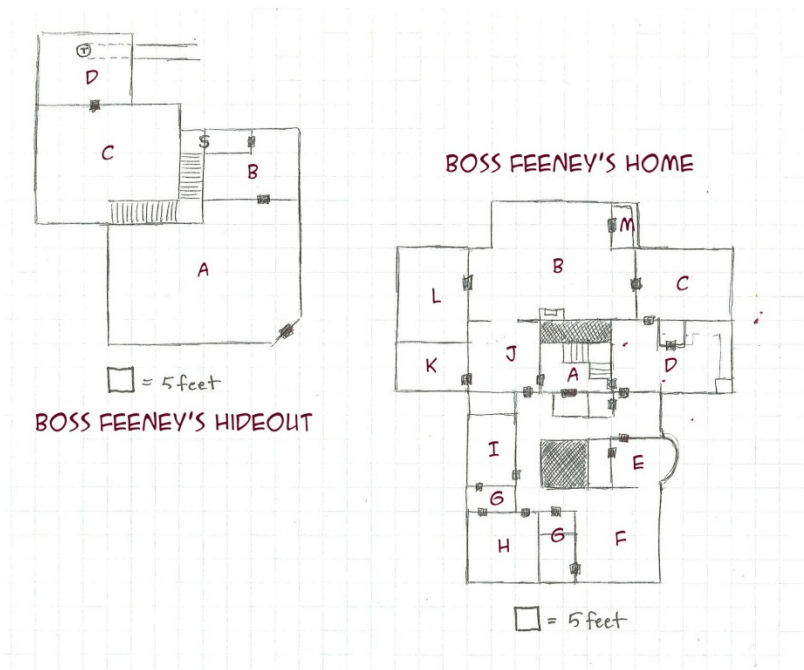 T
D
C
S
B
A
= 5 feet
BOSS FEENEY'S HIDEOUT
BOSS FEENEY'S HOME
M
B
C
L
J
A
D
K
I
E
G
H
G
F
= 5 feet